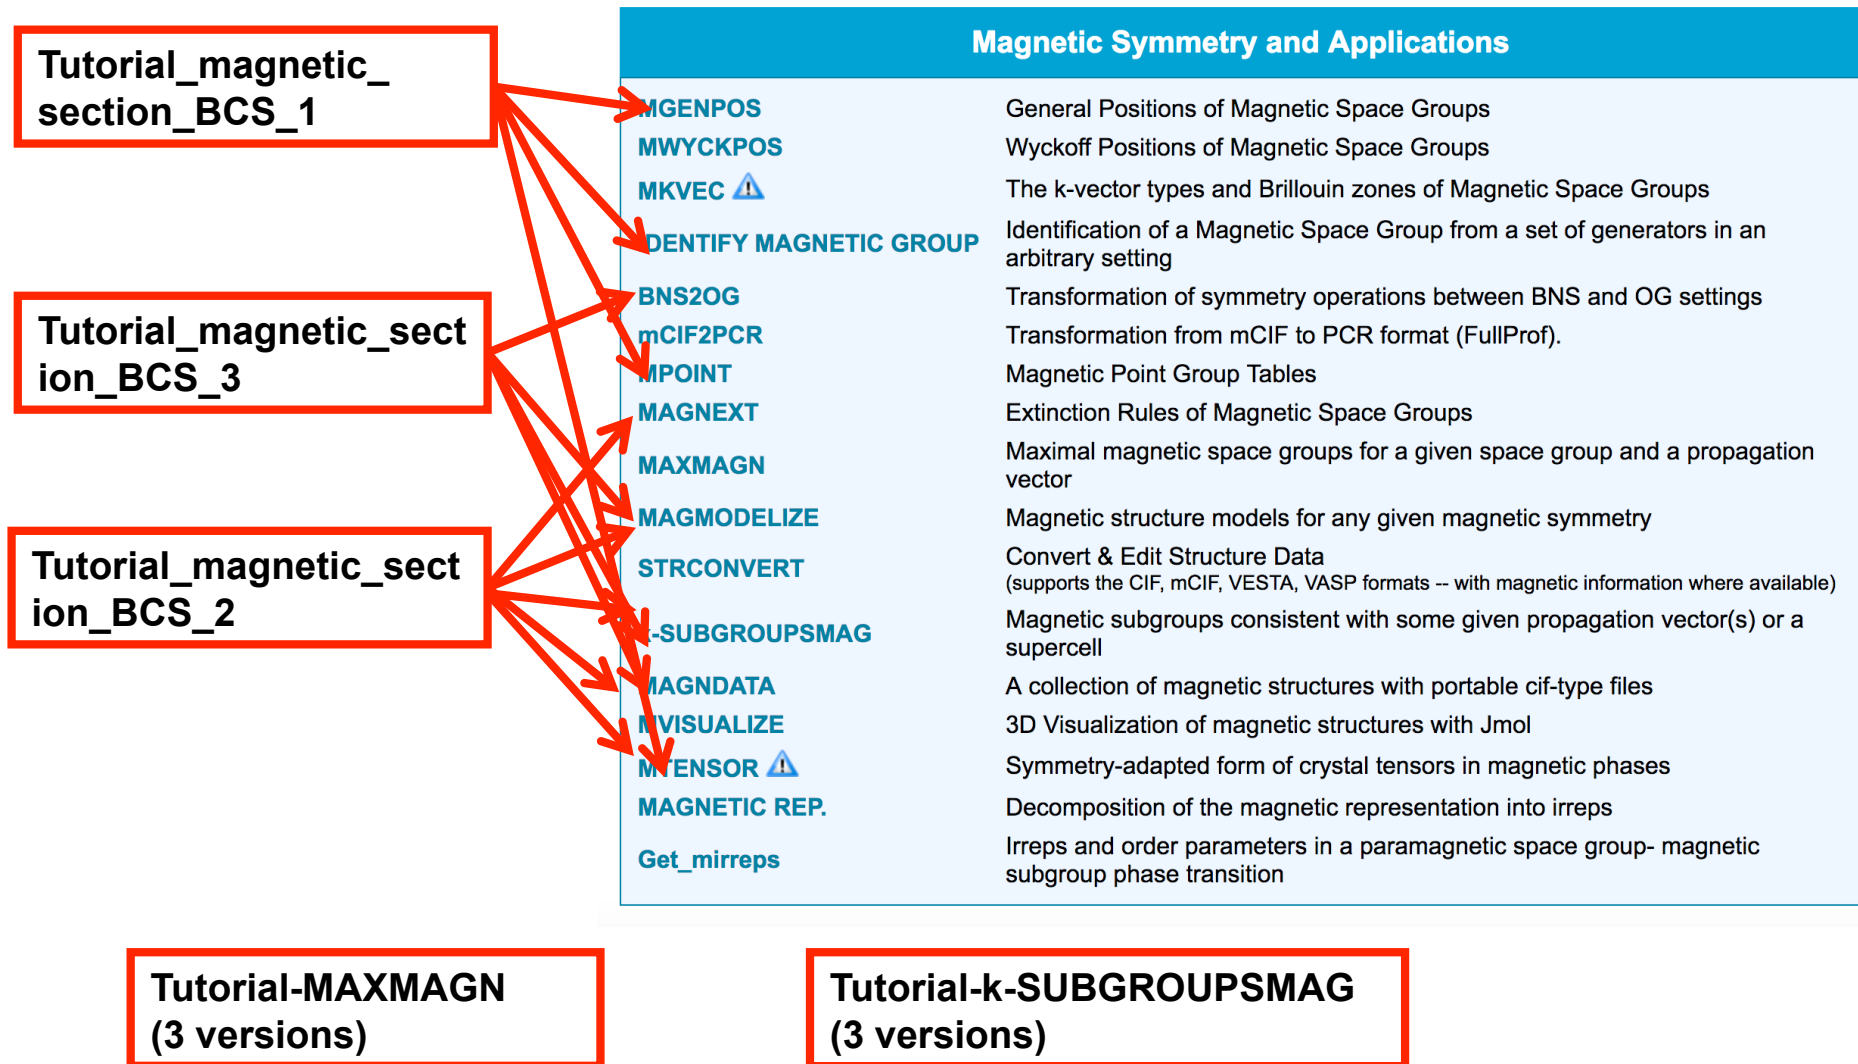 Tutorial_magnetic_
section_BCS_1
Tutorial_magnetic_sect
ion_BCS_3
Tutorial_magnetic_sect
ion_BCS_2
Magnetic Symmetry and Applications
MGENPOS General Positions of Magnetic Space Groups
MWYCKPOS Wyckoff Positions of Magnetic Space Groups
MKVEC The k-vector types and Brillouin zones of Magnetic Space Groups
IDENTIFY MAGNETIC GROUP Identification of a Magnetic Space Group from a set of generators in an
arbitrary setting
BNS2OG Transformation of symmetry operations between BNS and OG settings
mCIF2PCR Transformation from mCIF to PCR format (FullProf).
MPOINT Magnetic Point Group Tables
MAGNEXT Extinction Rules of Magnetic Space Groups
MAXMAGN Maximal magnetic space groups for a given space group and a propagation
vector
MAGMODELIZE Magnetic structure models for any given magnetic symmetry
STRCONVERT Convert & Edit Structure Data
(supports the CIF, mCIF, VESTA, VASP formats -- with magnetic information where available)
k-SUBGROUPSMAG Magnetic subgroups consistent with some given propagation vector(s) or a
supercell
MAGNDATA A collection of magnetic structures with portable cif-type files
MVISUALIZE 3D Visualization of magnetic structures with Jmol
MTENSOR Symmetry-adapted form of crystal tensors in magnetic phases
MAGNETIC REP. Decomposition of the magnetic representation into irreps
Get_mirreps Irreps and order parameters in a paramagnetic space group- magnetic
subgroup phase transition
Tutorial-MAXMAGN
(3 versions)
Tutorial-k-SUBGROUPSMAG
(3 versions)